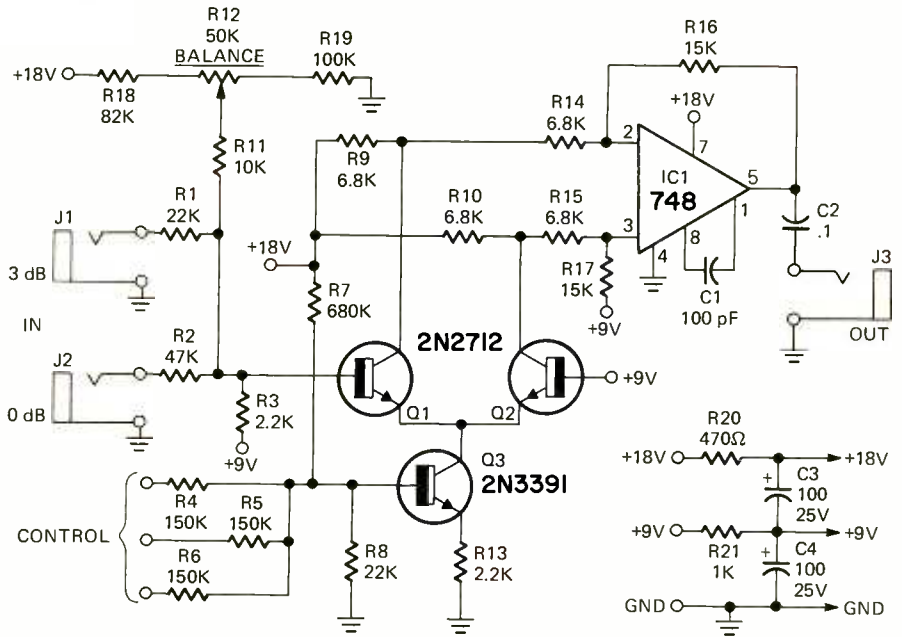 R12
50K
BALANCE
R19
100K
+18V
R18
82K
R11
10K
R16
15K
+18V
R14
6.8K
R9
6.8K
2
7
IC1
748
5
1
8
3
4
R1
22K
J1
3 dB
R10
6.8K
R15
6.8K
C2
.1
+18V
R17
15K
+9V
C1
100 pF
J3
OUT
IN
R7
680K
2N2712
J2
0 dB
R2
47K
R3
2.2K
+9V
Q1
Q2
+9V
Q3
2N3391
CONTROL
R4
150K
R5
150K
R6
150K
R8
22K
R13
2.2K
R20
470Ω
+18V
+18V
+
C3
100
25V
+9V
+9V
R21
1K
+
C4
100
25V
GND
GND